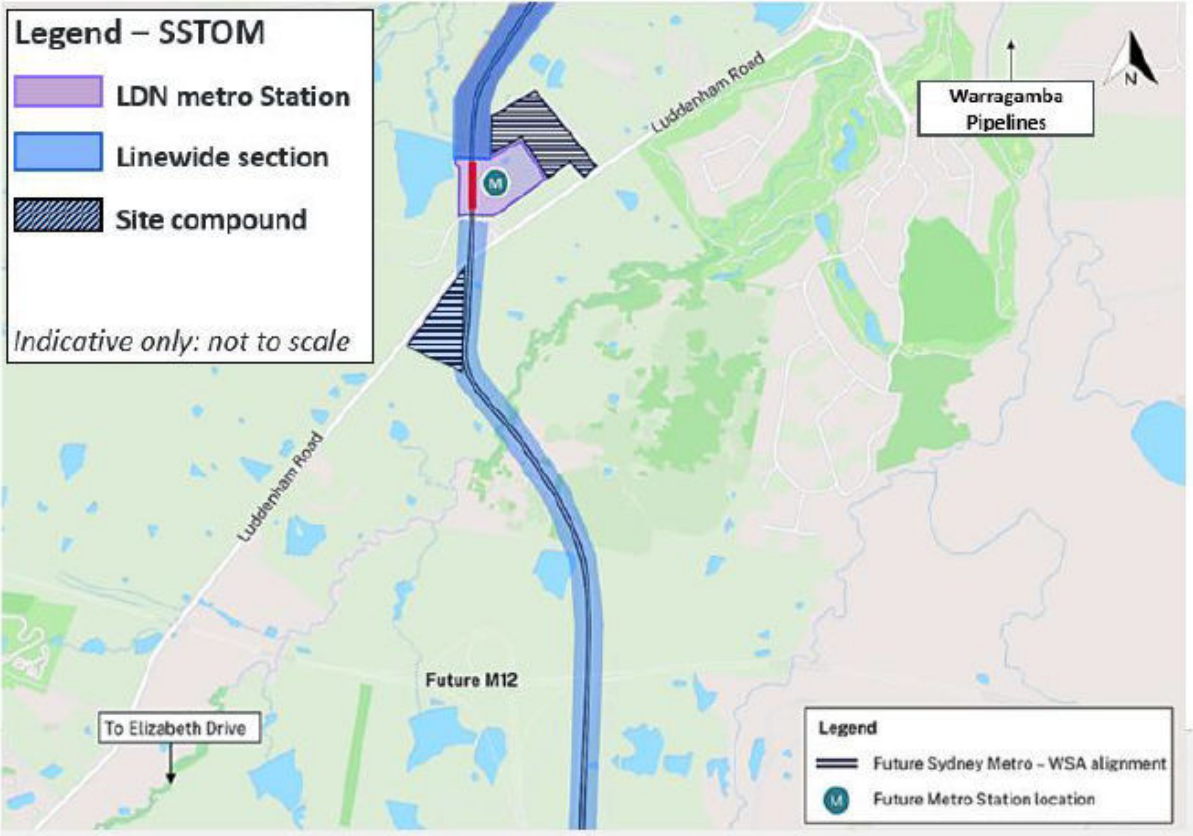 Legend – SSTOM
LDN metro Station
Linewide section
Site compound
Indicative only: not to scale
Luddenham Road
M
Warragamba
Pipelines
N
Luddenham Road
Future M12
To Elizabeth Drive
Legend
Future Sydney Metro – WSA alignment
M
Future Metro Station location